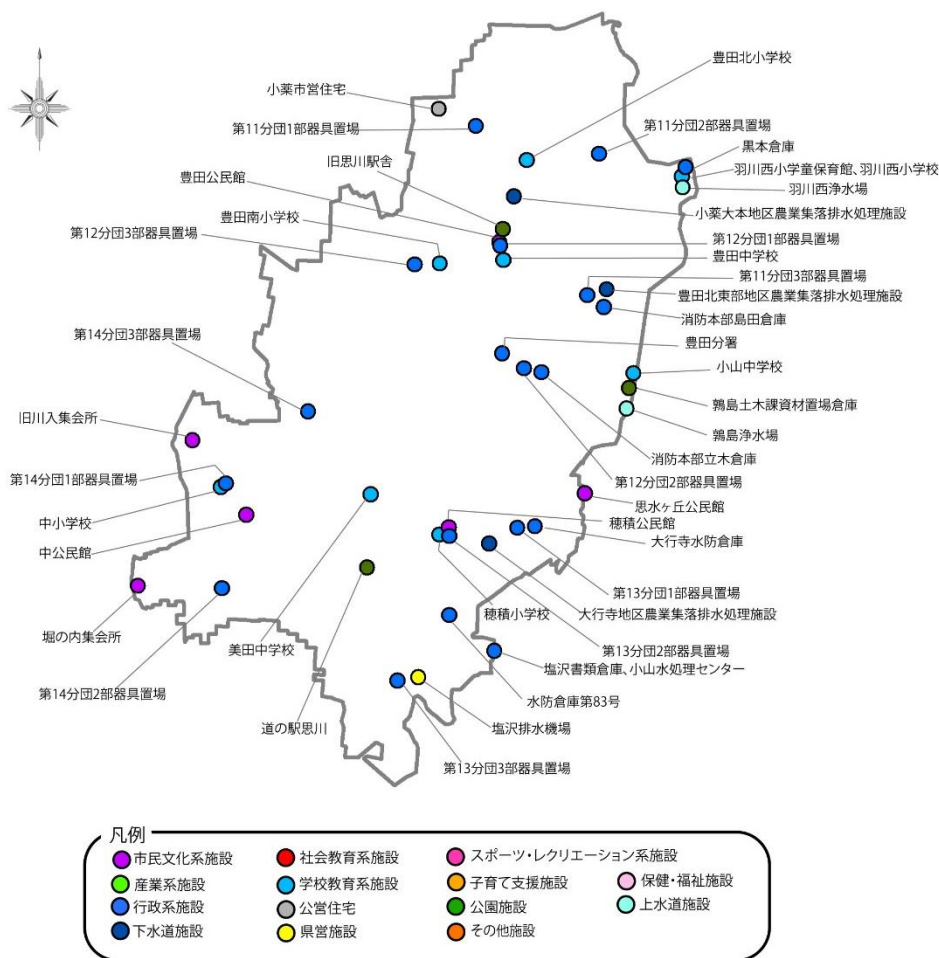 豊田北小学校
小薬市営住宅
第11分団1部器具置場
第11分団2部器具置場
黒本倉庫
旧思川駅舎
羽川西小学童保育館、羽川西小学校
豊田公民館
羽川西浄水場
豊田南小学校
小薬大本地区農業集落排水処理施設
第12分団3部器具置場
第12分団1部器具置場
豊田中学校
第11分団3部器具置場
豊田北東部地区農業集落排水処理施設
消防本部島田倉庫
第14分団3部器具置場
豊田分署
小山中学校
旧川入集会所
鶉島土木課資材置場倉庫
鶉島浄水場
消防本部立木倉庫
第14分団1部器具置場
第12分団2部器具置場
中小学校
思水ヶ丘公民館
穂積公民館
中公民館
大行寺水防倉庫
第13分団1部器具置場
穂積小学校
大行寺地区農業集落排水処理施設
堀の内集会所
美田中学校
第13分団2部器具置場
塩沢書類倉庫、小山水処理センター
第14分団2部器具置場
水防倉庫第83号
道の駅思川
塩沢排水機場
第13分団3部器具置場
凡例
市民文化系施設
社会教育系施設
スポーツ・レクリエーション系施設
産業系施設
学校教育系施設
子育て支援施設
保健・福祉施設
行政系施設
公営住宅
公園施設
上水道施設
下水道施設
県営施設
その他施設